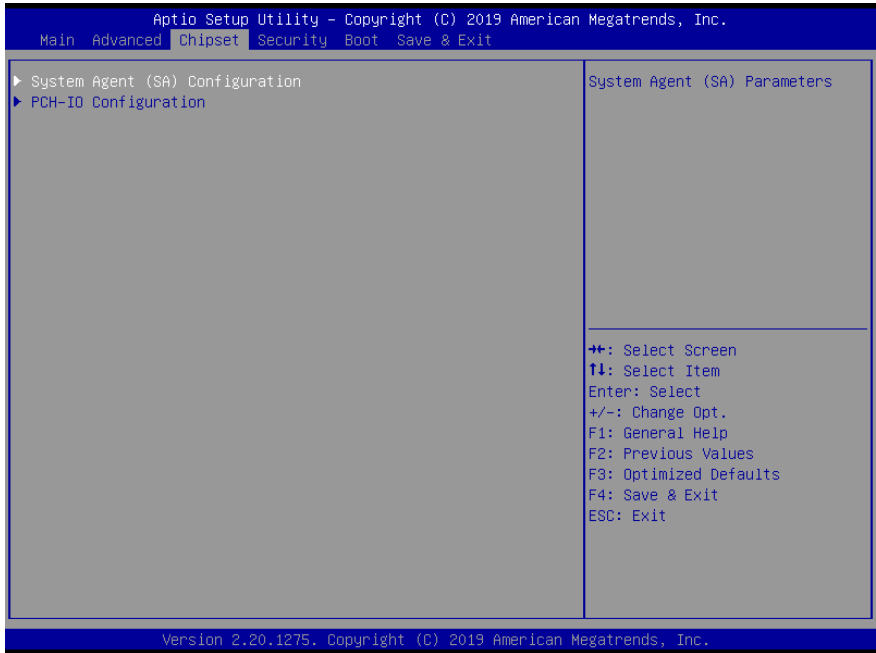 Aptio Setup Utility – Copyright (C) 2019 American Megatrends, Inc.
Main Advanced Chipset Security Boot Save & Exit
System Agent (SA) Configuration
PCH-IO Configuration
System Agent (SA) Parameters
→←: Select Screen
↑↓: Select Item
Enter: Select
+/-: Change Opt.
F1: General Help
F2: Previous Values
F3: Optimized Defaults
F4: Save & Exit
ESC: Exit
Version 2.20.1275. Copyright (C) 2019 American Megatrends, Inc.